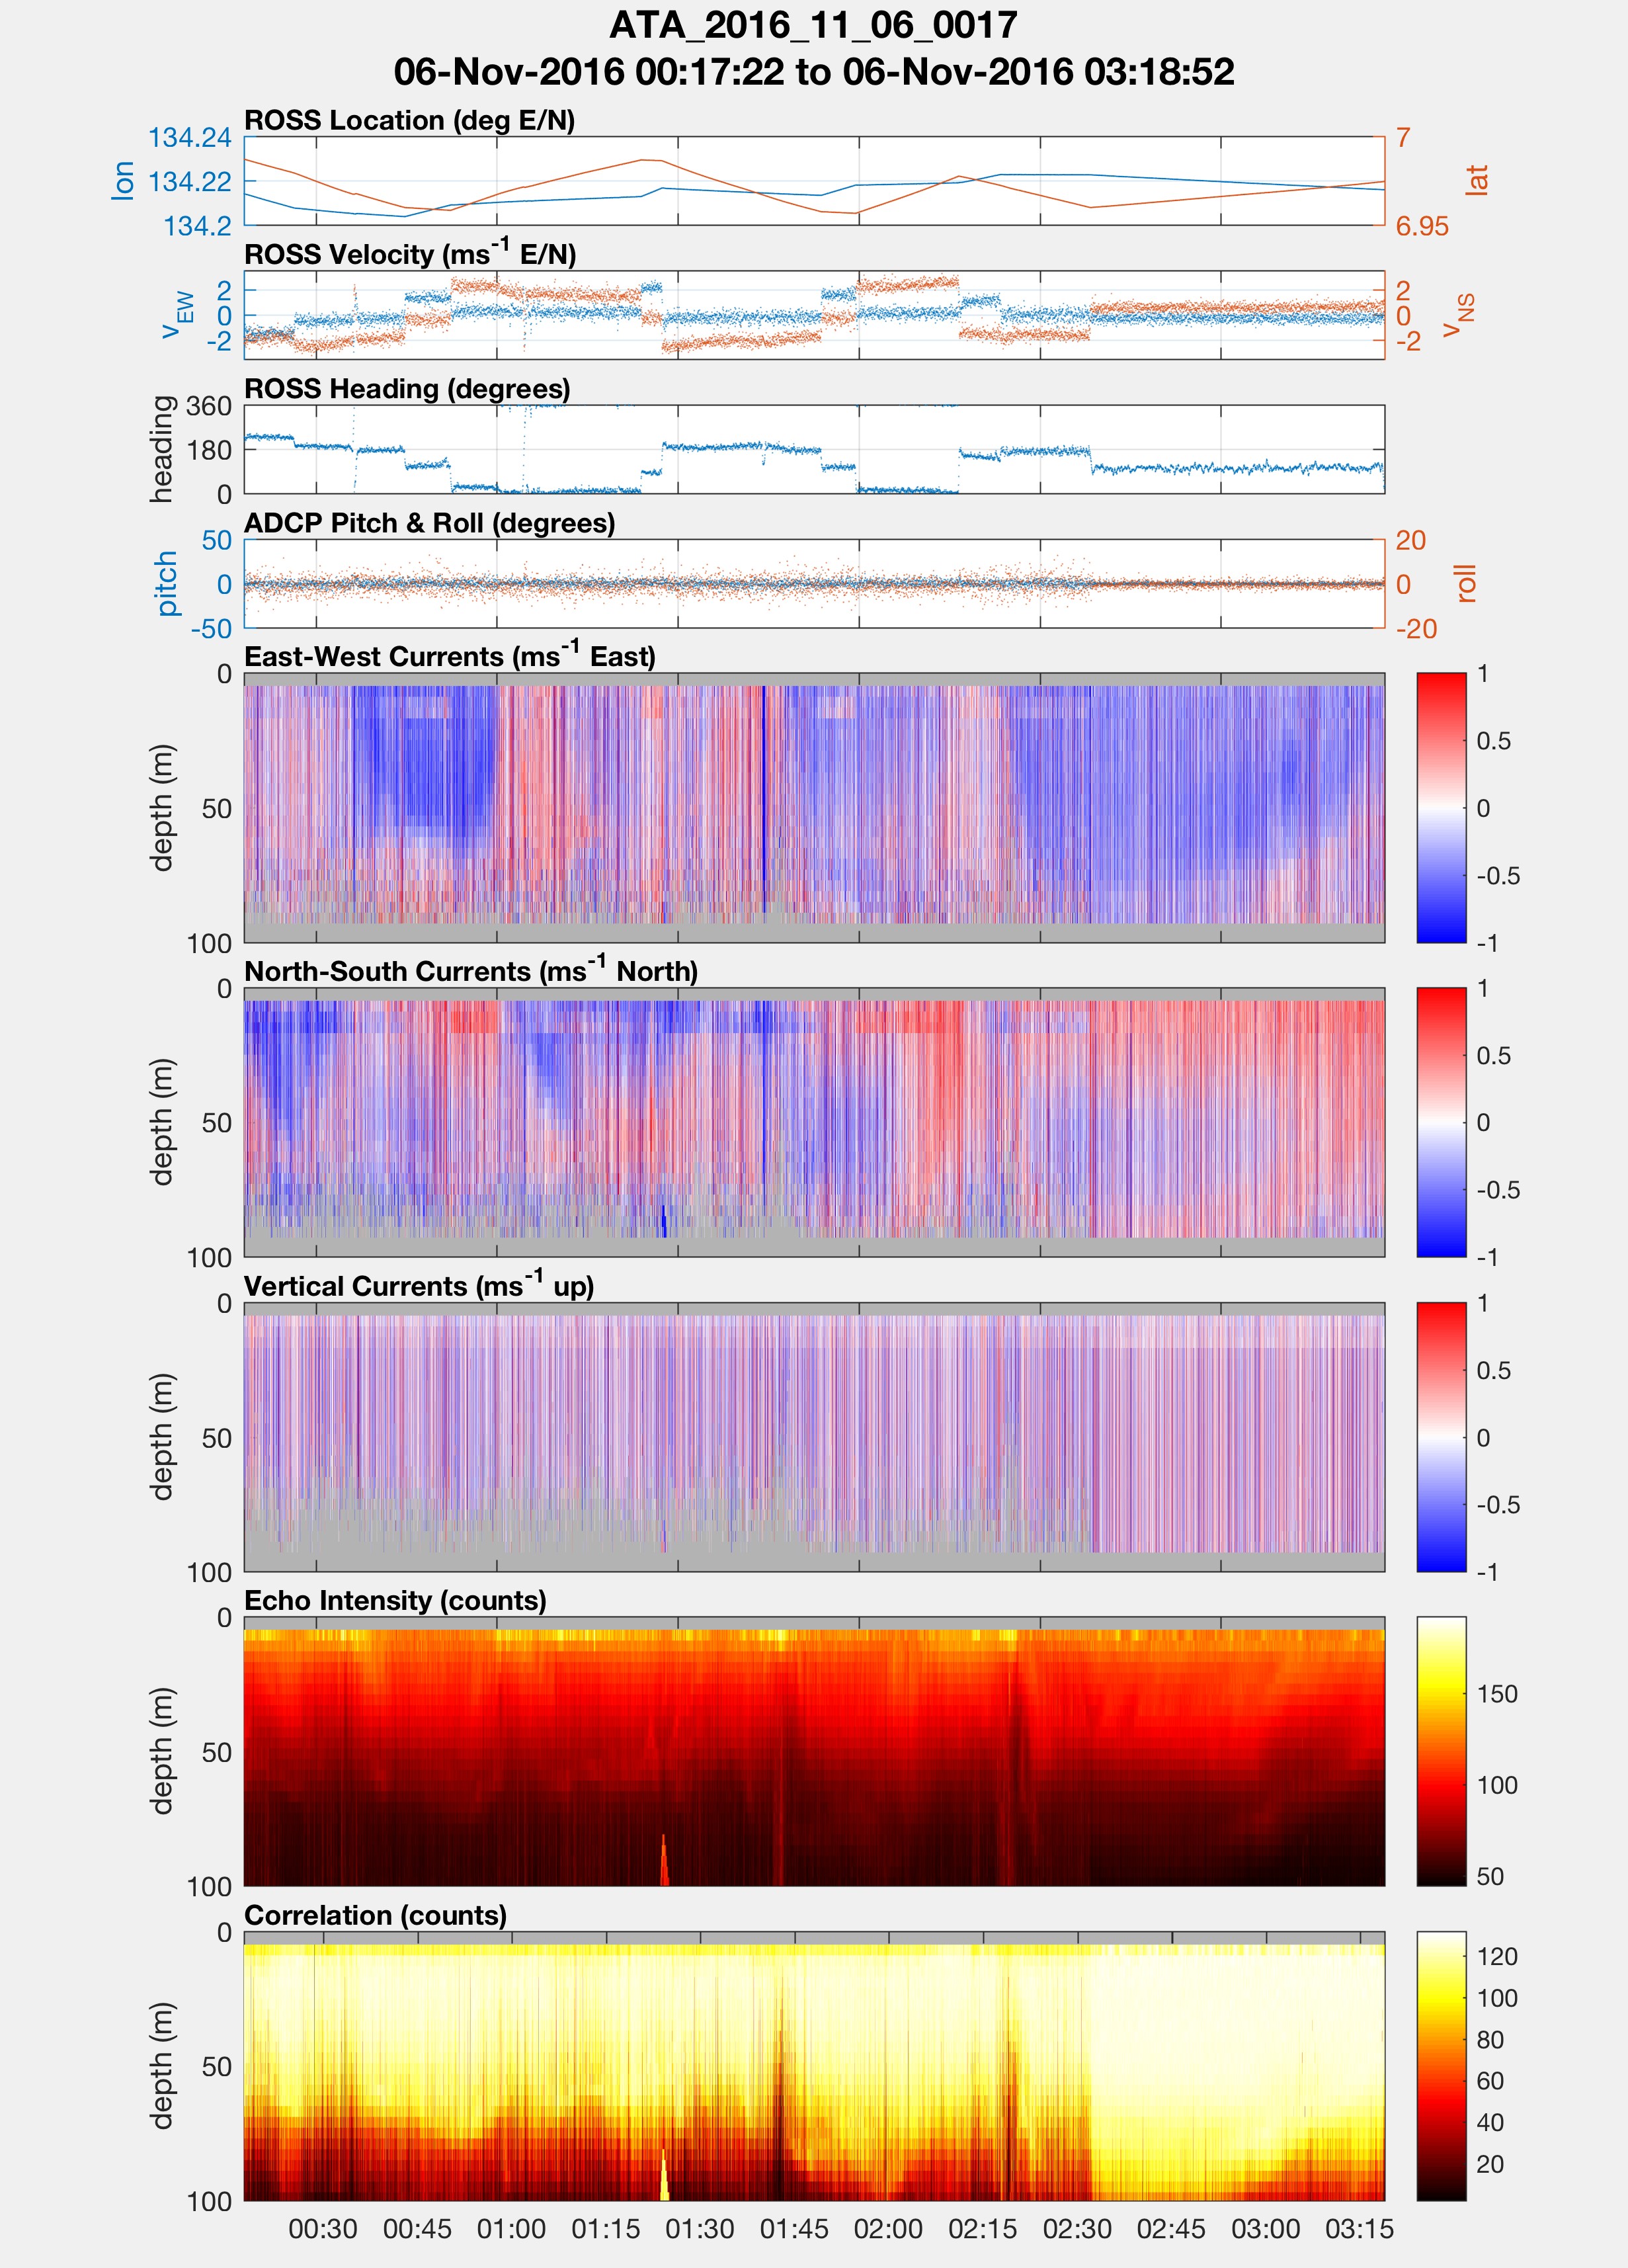 ATA_2016_11_06_0017
06-Nov-2016 00:17:22 to 06-Nov-2016 03:18:52
ROSS Location (deg E/N)
134.24
134.22
134.2
lon
7
6.95
lat
ROSS Velocity (ms-1 E/N)
2
0
-2
vEW
2
0
-2
vNS
ROSS Heading (degrees)
360
180
0
heading
ADCP Pitch & Roll (degrees)
50
0
-50
pitch
20
0
-20
roll
East-West Currents (ms-1 East)
0
50
100
depth (m)
1
0.5
0
-0.5
-1
North-South Currents (ms-1 North)
0
50
100
depth (m)
1
0.5
0
-0.5
-1
Vertical Currents (ms-1 up)
0
50
100
depth (m)
1
0.5
0
-0.5
-1
Echo Intensity (counts)
0
50
100
depth (m)
150
100
50
Correlation (counts)
0
50
100
depth (m)
120
100
80
60
40
20
00:30 00:45 01:00 01:15 01:30 01:45 02:00 02:15 02:30 02:45 03:00 03:15